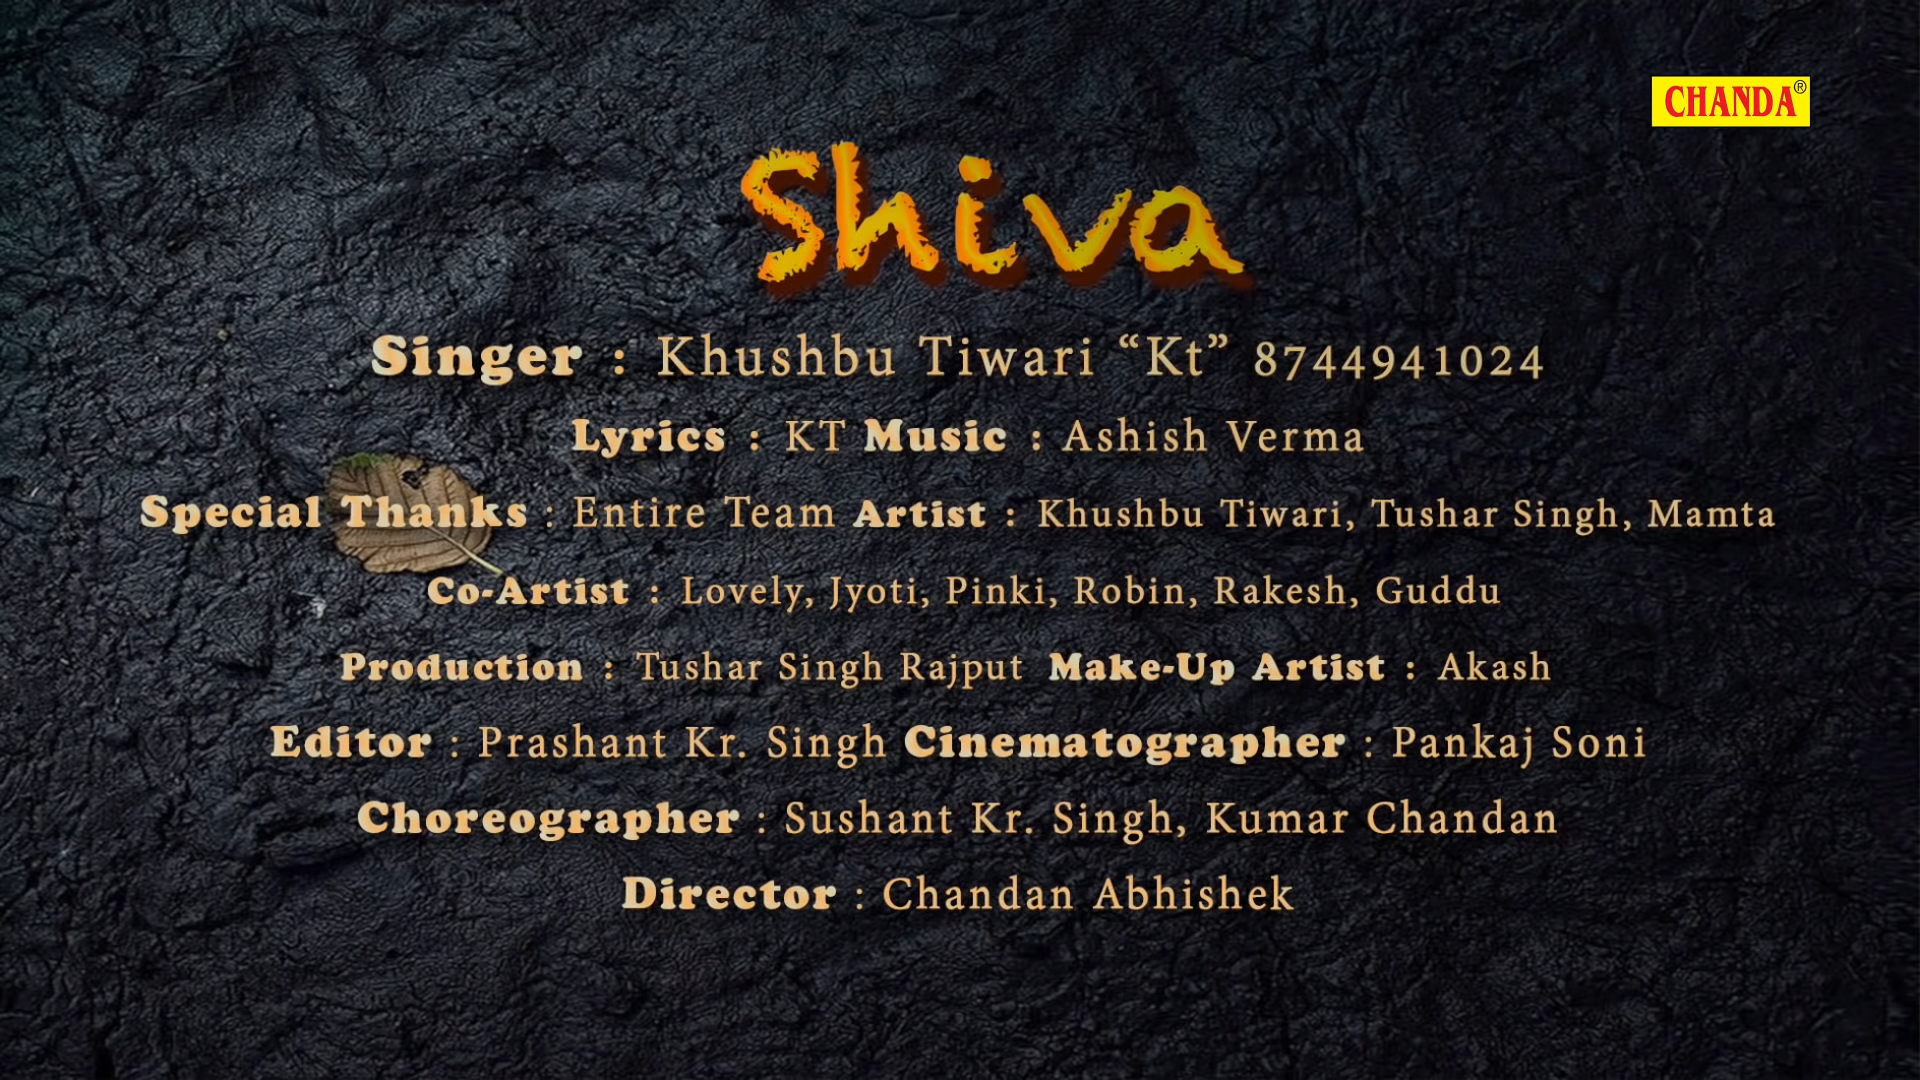 CHANDA®
Shiva
Singer : Khushbu Tiwari “Kt” 8744941024
Lyrics : KT Music : Ashish Verma
Special Thanks : Entire Team Artist : Khushbu Tiwari, Tushar Singh, Mamta
Co-Artist : Lovely, Jyoti, Pinki, Robin, Rakesh, Guddu
Production : Tushar Singh Rajput Make-Up Artist : Akash
Editor : Prashant Kr. Singh Cinematographer : Pankaj Soni
Choreographer : Sushant Kr. Singh, Kumar Chandan
Director : Chandan Abhishek